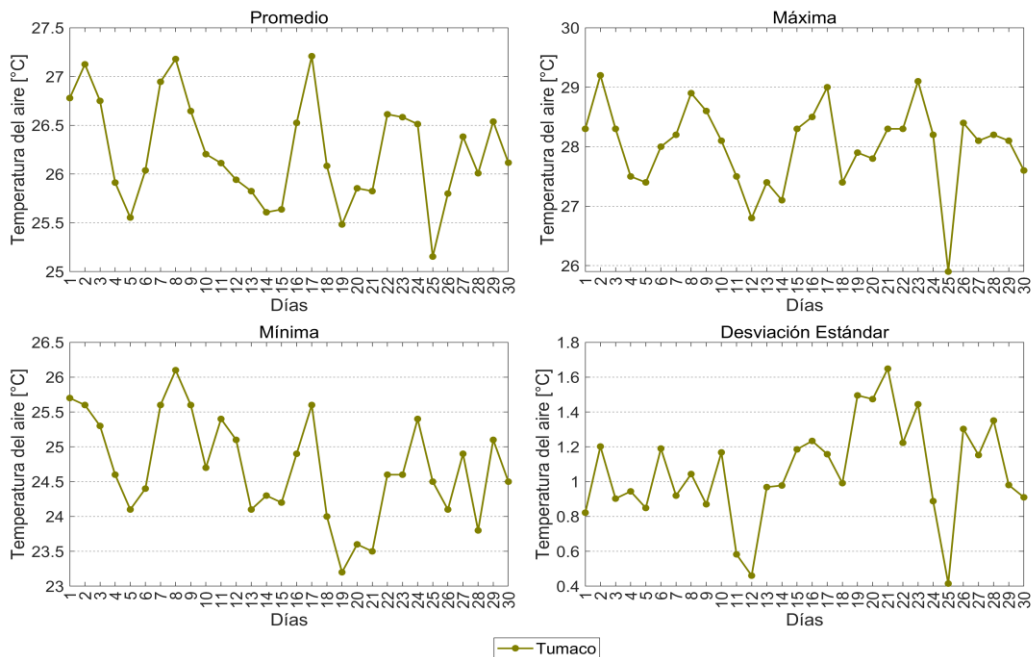 Promedio
Temperatura del aire [°C]
27.5
27
26.5
26
25.5
25
1 2 3 4 5 6 7 8 9 10 11 12 13 14 15 16 17 18 19 20 21 22 23 24 25 26 27 28 29 30
Días
Máxima
Temperatura del aire [°C]
30
29
28
27
26
1 2 3 4 5 6 7 8 9 10 11 12 13 14 15 16 17 18 19 20 21 22 23 24 25 26 27 28 29 30
Días
Mínima
Temperatura del aire [°C]
26.5
26
25.5
25
24.5
24
23.5
23
1 2 3 4 5 6 7 8 9 10 11 12 13 14 15 16 17 18 19 20 21 22 23 24 25 26 27 28 29 30
Días
Desviación Estándar
Temperatura del aire [°C]
1.8
1.6
1.4
1.2
1
0.8
0.6
0.4
1 2 3 4 5 6 7 8 9 10 11 12 13 14 15 16 17 18 19 20 21 22 23 24 25 26 27 28 29 30
Días
Tumaco